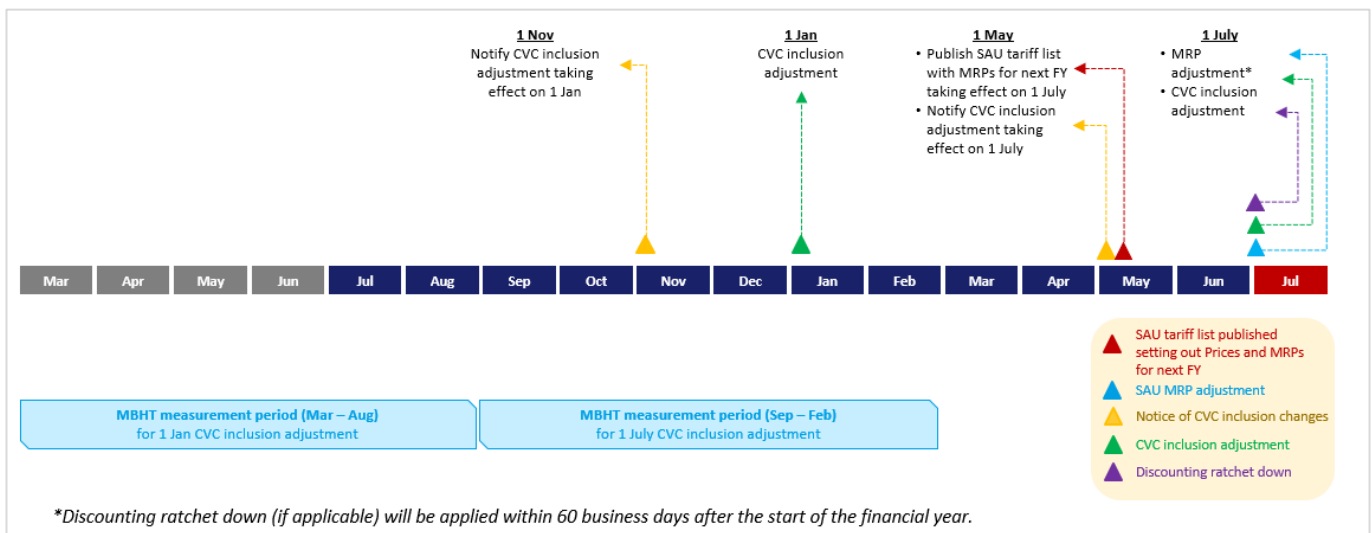 1 Nov
Notify CVC inclusion
adjustment taking
effect on 1 Jan
1 Jan
CVC inclusion
adjustment
1 May
• Publish SAU tariff list
with MRPs for next FY
taking effect on 1 July
• Notify CVC inclusion
adjustment taking
effect on 1 July
1 July
• MRP
adjustment*
• CVC inclusion
adjustment
Mar Apr May Jun Jul Aug Sep Oct Nov Dec Jan Feb Mar Apr May Jun Jul
SAU tariff list published
setting out Prices and MRPs
for next FY
SAU MRP adjustment
Notice of CVC inclusion changes
CVC inclusion adjustment
Discounting ratchet down
MBHT measurement period (Mar – Aug)
for 1 Jan CVC inclusion adjustment
MBHT measurement period (Sep – Feb)
for 1 July CVC inclusion adjustment
*Discounting ratchet down (if applicable) will be applied within 60 business days after the start of the financial year.